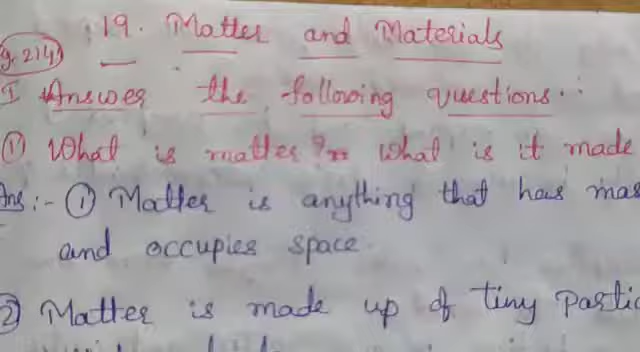 19. Matter and Materials
g. 214
I Answer the following questions:
① What is matter? what is it made
Ans:- ① Matter is anything that has mas
and occupies space.
② Matter is made up of tiny partic